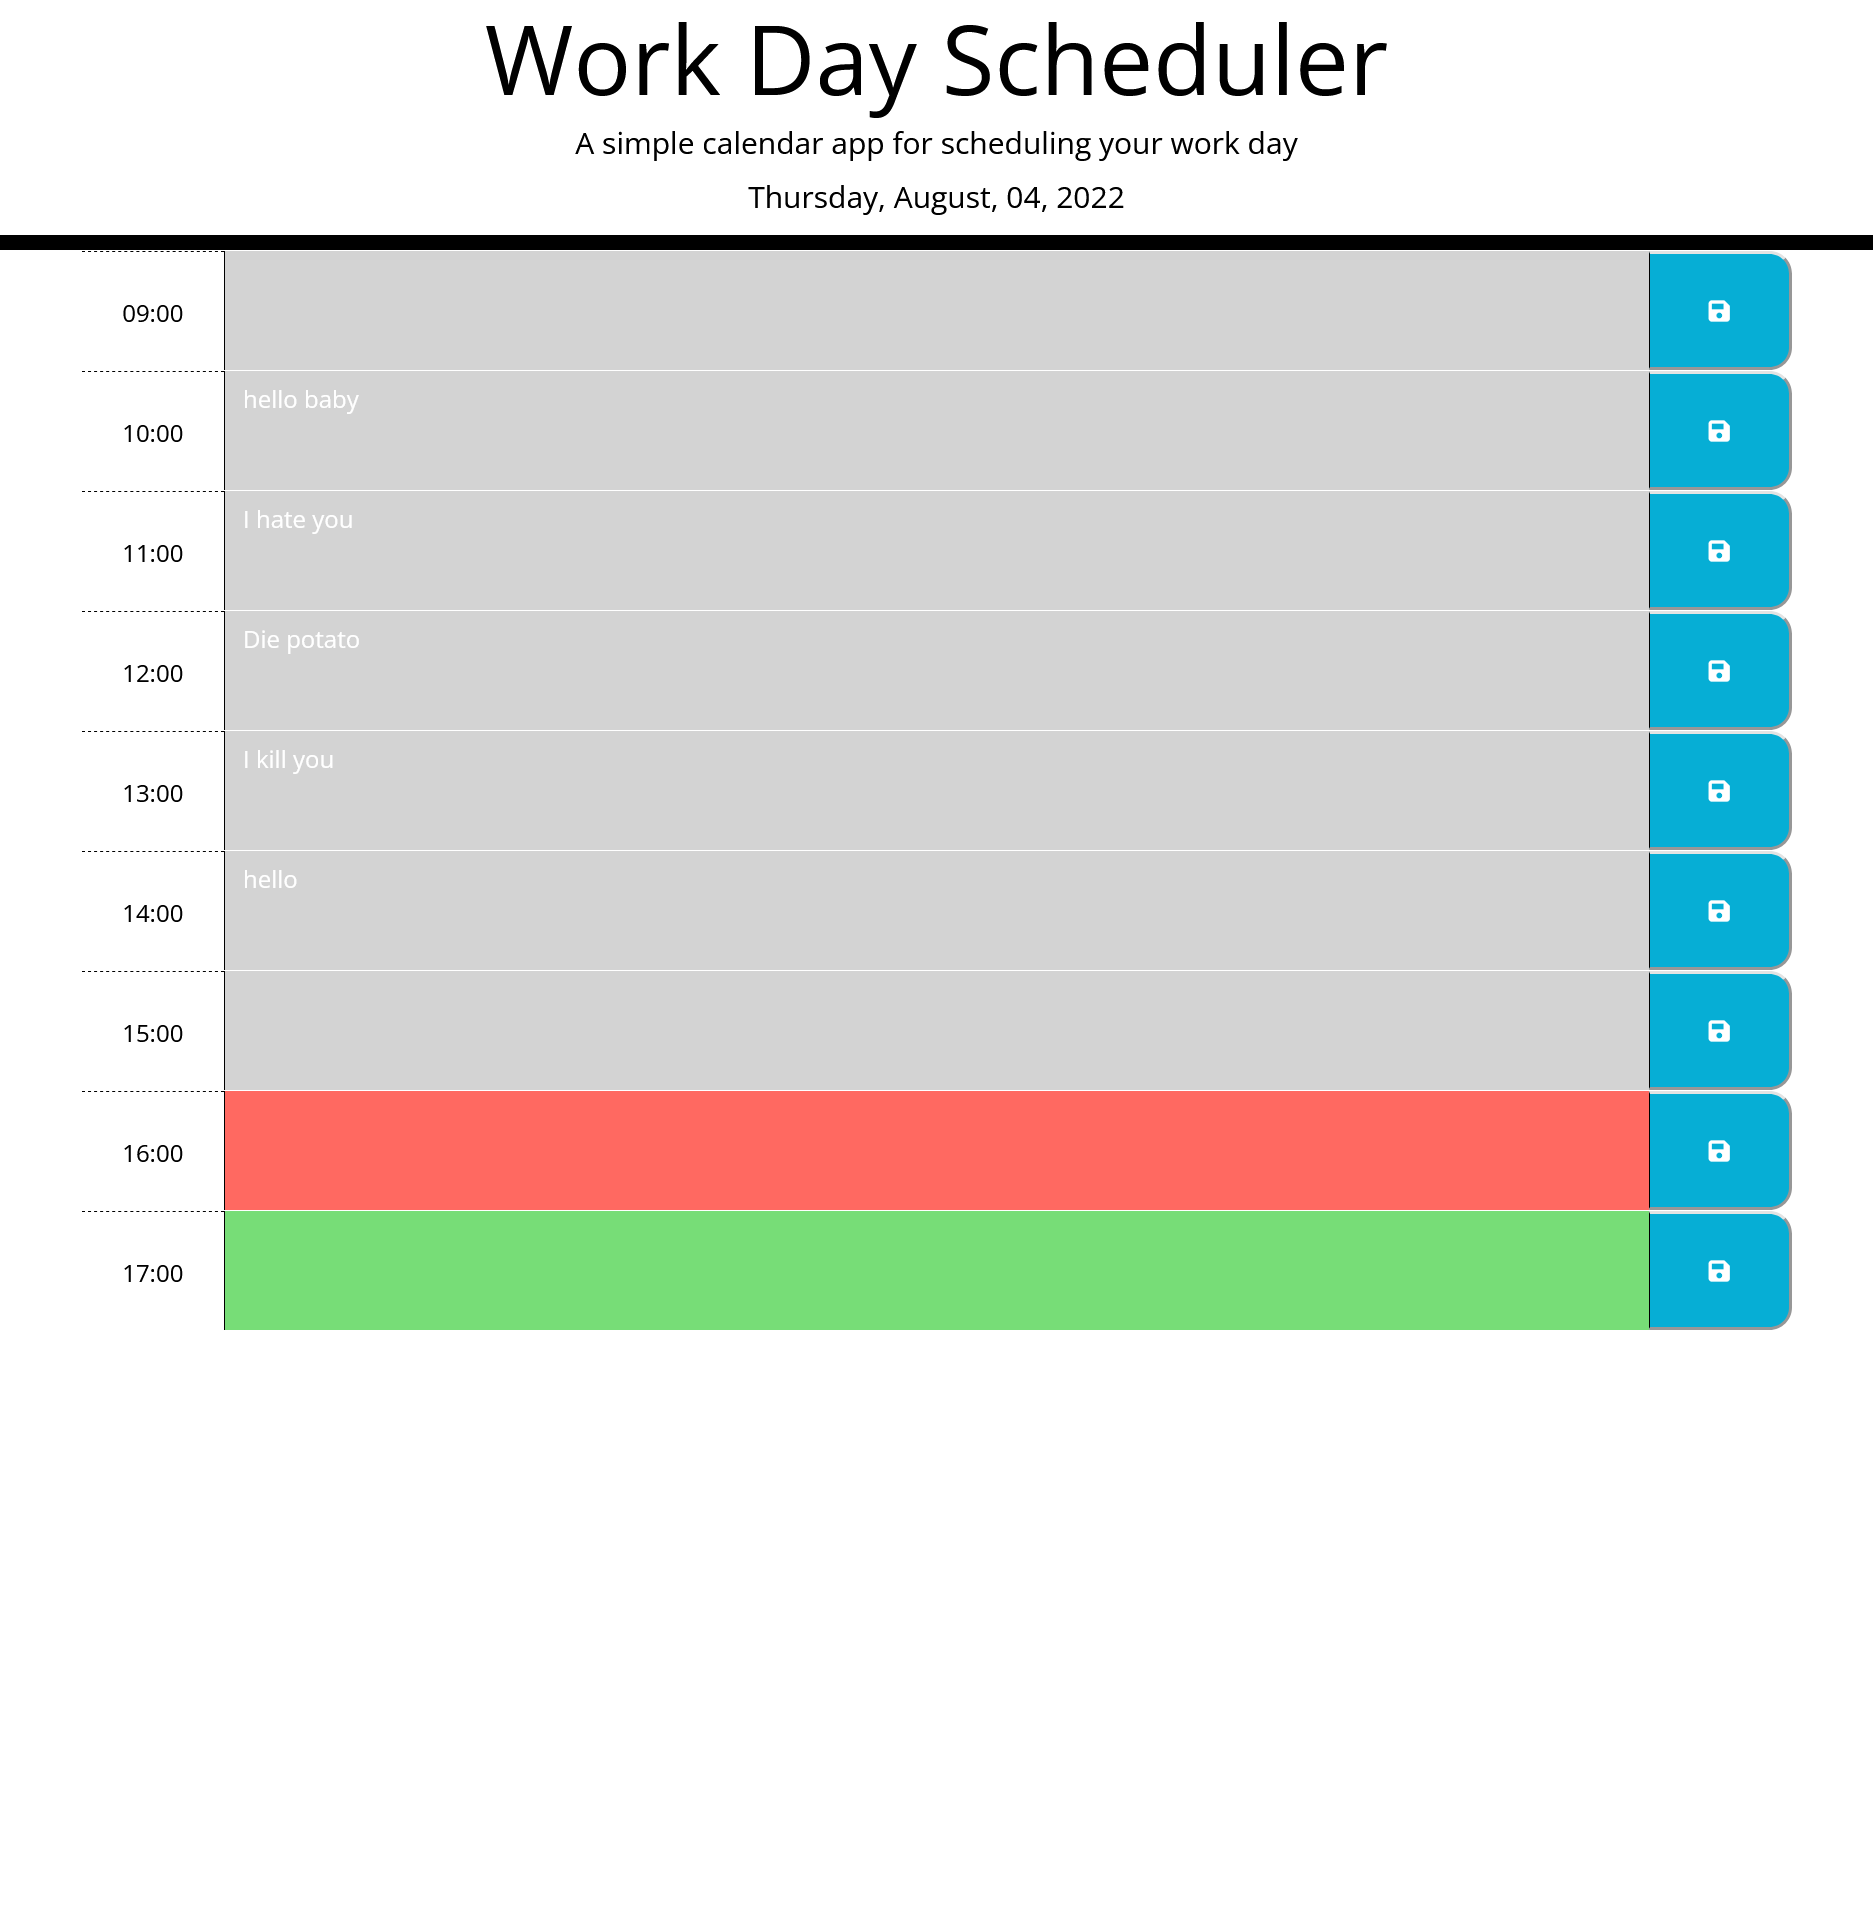 Work Day Scheduler
A simple calendar app for scheduling your work day
Thursday, August, 04, 2022
09:00
10:00 hello baby
11:00 I hate you
12:00 Die potato
13:00 I kill you
14:00 hello
15:00
16:00
17:00